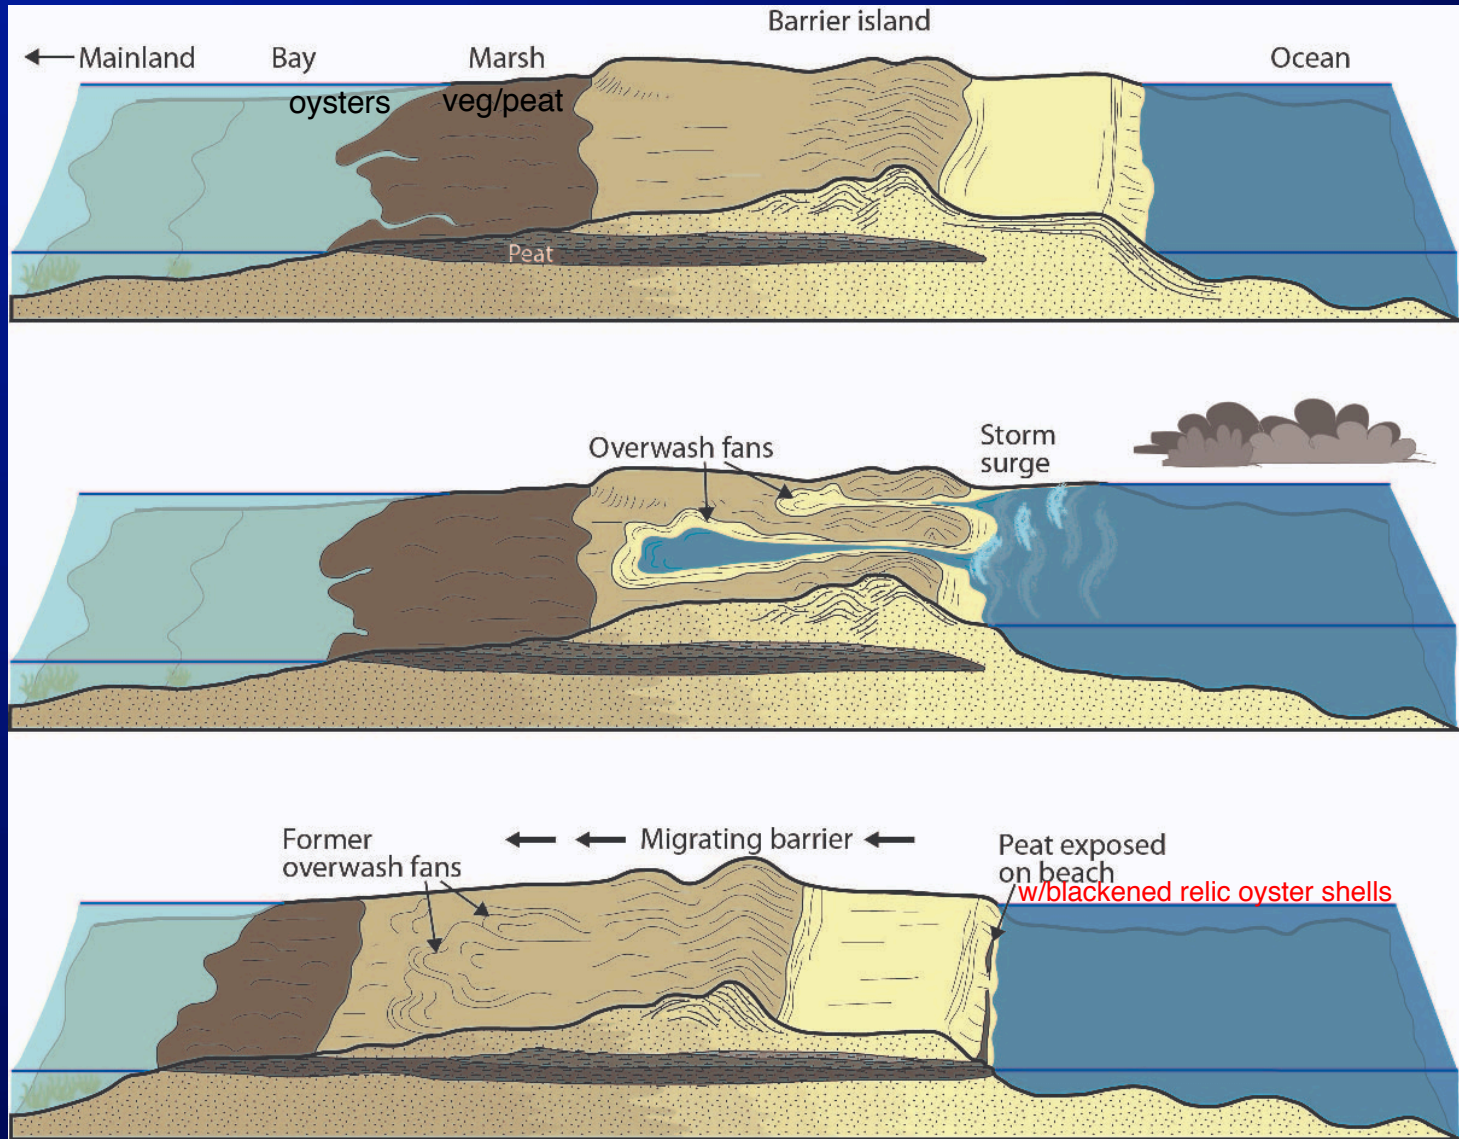 Barrier island
Mainland
Bay
Marsh
Ocean
oysters
veg/peat
Peat
Overwash fans
Storm
surge
Former
overwash fans
Migrating barrier
Peat exposed
on beach
w/blackened relic oyster shells